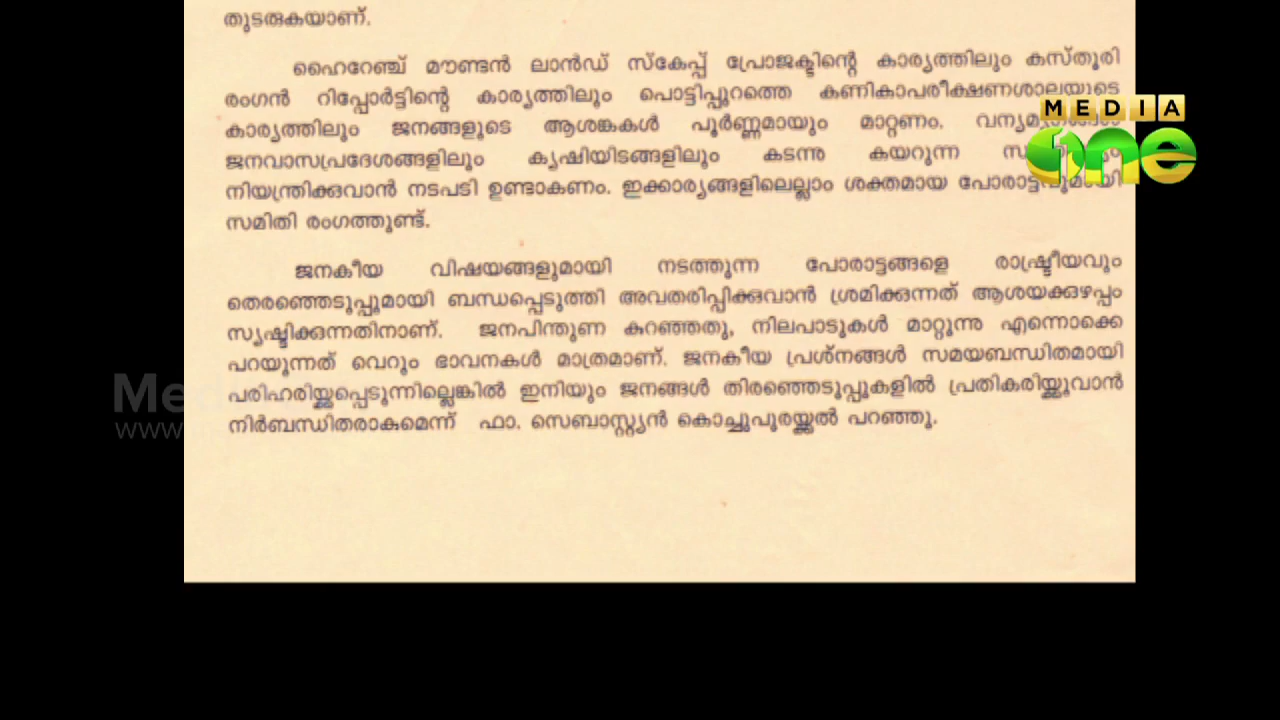 തുടരുകയാണ്.
ഹൈറേഞ്ച് മൗണ്ടൻ ലാൻഡ് സ്കേപ്പ് പ്രോജക്ടിന്റെ കാര്യത്തിലും കസ്തൂരി
രംഗൻ റിപ്പോർട്ടിന്റെ കാര്യത്തിലും പൊട്ടിപ്പുറത്തെ കണികാപരീക്ഷണശാലയുടെ
കാര്യത്തിലും ജനങ്ങളുടെ ആശങ്കകൾ പൂർണ്ണമായും മാറ്റണം.
ജനവാസപ്രദേശങ്ങളിലും കൃഷിയിടങ്ങളിലും കടന്നു കയറുന്ന
നിയന്ത്രിക്കുവാൻ നടപടി ഉണ്ടാകണം. ഇക്കാര്യങ്ങളിലെല്ലാം ശക്തമായ പോരാട്ടവുമായി
സമിതി രംഗത്തുണ്ട്.
ജനകീയ വിഷയങ്ങളുമായി നടത്തുന്ന പോരാട്ടങ്ങളെ രാഷ്ട്രീയവും
തെരഞ്ഞെടുപ്പുമായി ബന്ധപ്പെടുത്തി അവതരിപ്പിക്കുവാൻ ശ്രമിക്കുന്നത് ആശയക്കുഴപ്പം
സൃഷ്ടിക്കുന്നതിനാണ്. ജനപിന്തുണ കുറഞ്ഞതു, നിലപാടുകൾ മാറ്റുന്നു എന്നൊക്കെ
പറയുന്നത് വെറും ഭാവനകൾ മാത്രമാണ്. ജനകീയ പ്രശ്നങ്ങൾ സമയബന്ധിതമായി
പരിഹരിയ്ക്കപ്പെടുന്നില്ലെങ്കിൽ ഇനിയും ജനങ്ങൾ തിരഞ്ഞെടുപ്പുകളിൽ പ്രതികരിയ്ക്കുവാൻ
നിർബന്ധിതരാകുമെന്ന് ഫാ. സെബാസ്റ്റ്യൻ കൊച്ചുപുരയ്ക്കൽ പറഞ്ഞു.
MEDIA
one